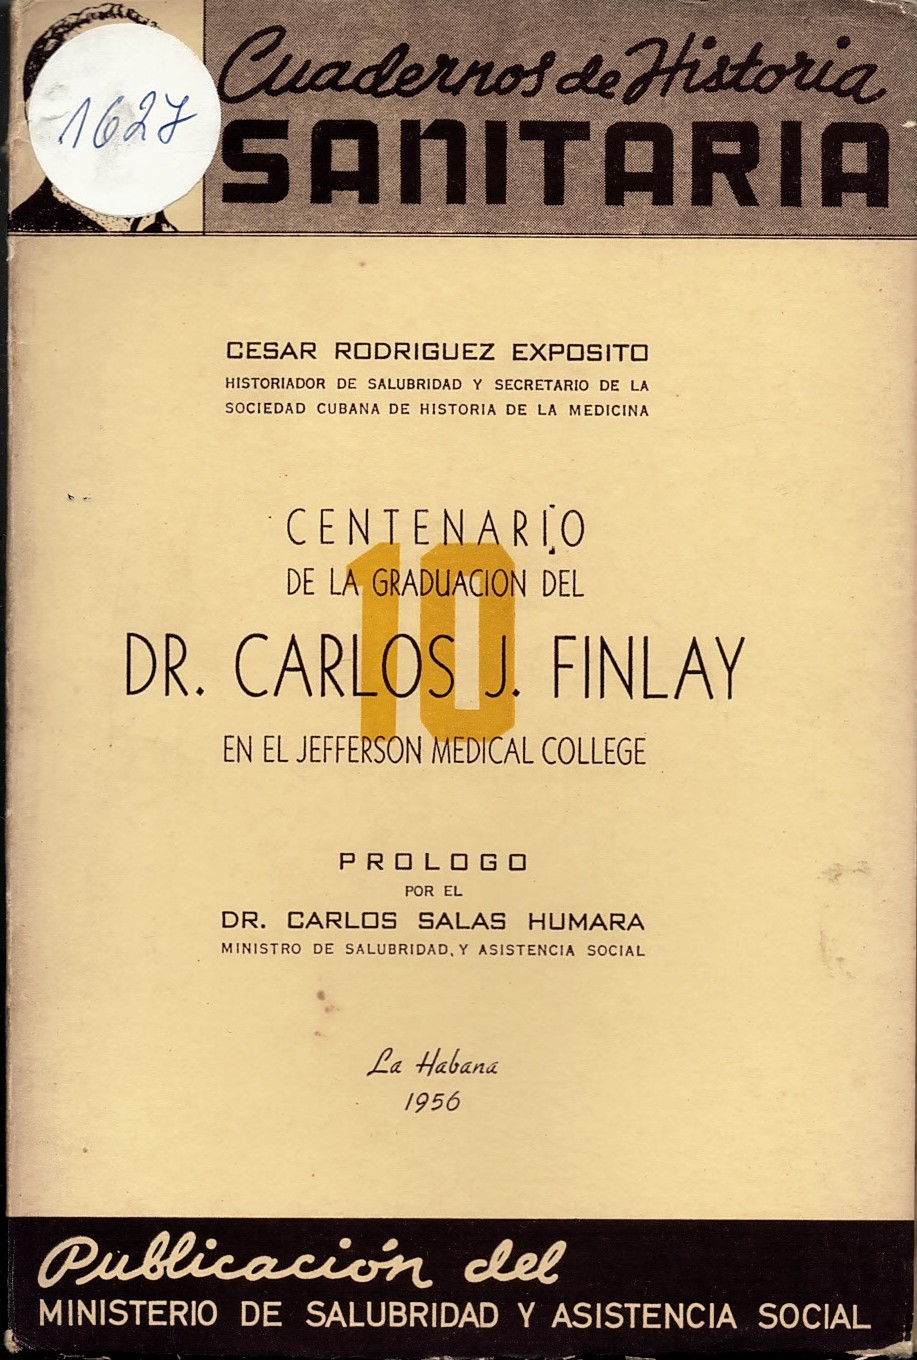 1627
Cuadernos de Historia
SANITARIA
CESAR RODRIGUEZ EXPOSITO
HISTORIADOR DE SALUBRIDAD Y SECRETARIO DE LA
SOCIEDAD CUBANA DE HISTORIA DE LA MEDICINA
CENTENARIO
DE LA GRADUACION DEL
10
DR. CARLOS J. FINLAY
EN EL JEFFERSON MEDICAL COLLEGE
PROLOGO
POR EL
DR. CARLOS SALAS HUMARA
MINISTRO DE SALUBRIDAD, Y ASISTENCIA SOCIAL
La Habana
1956
Publicación del
MINISTERIO DE SALUBRIDAD Y ASISTENCIA SOCIAL